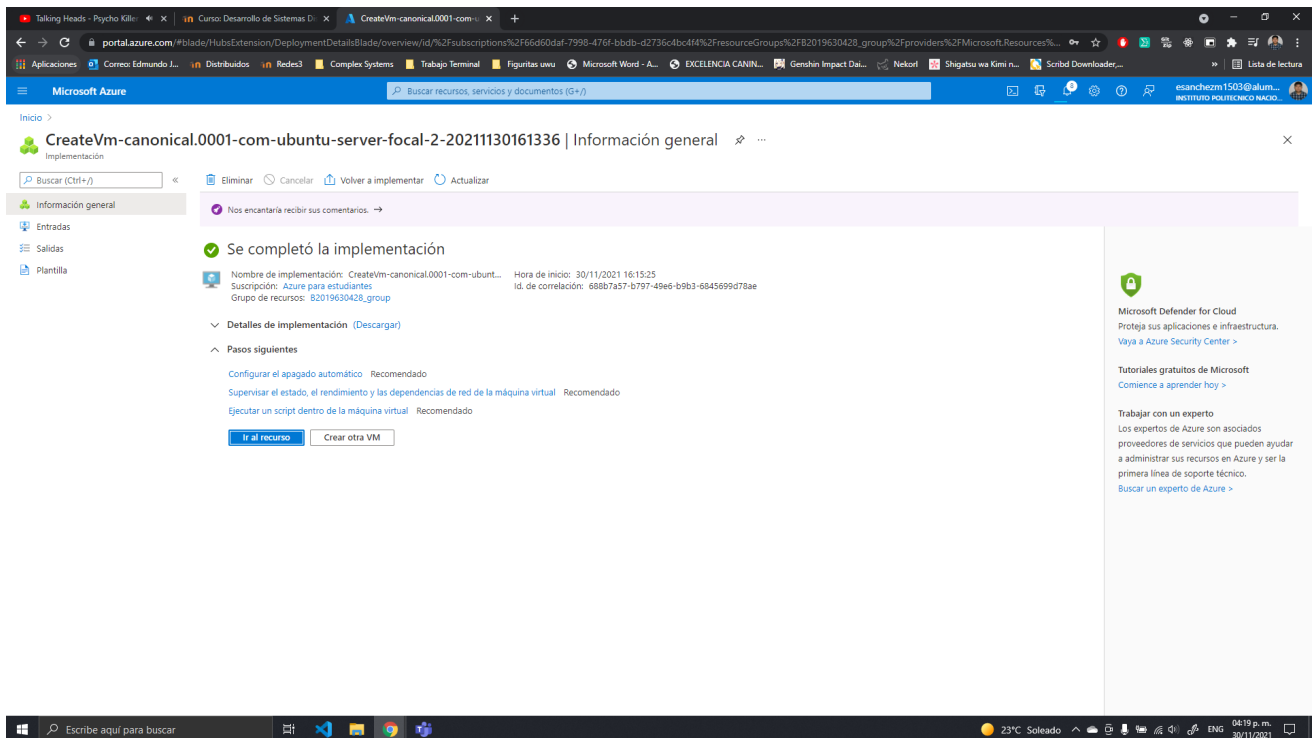 Talking Heads - Psycho Killer
Curso: Desarrollo de Sistemas Di
CreateVm-canonical.0001-com-u
portal.azure.com/#blade/HubsExtension/DeploymentDetailsBlade/overview/id/%2Fsubscriptions%2F66d60daf-7998-476f-bbdb-d2736c4bc4f4%2FresourceGroups%2FB2019630428_group%2Fproviders%2FMicrosoft.Resources%...
Aplicaciones Correo: Edmundo J... Distribuidos Redes3 Complex Systems Trabajo Terminal Figuritas uwu Microsoft Word - A... EXCELENCIA CANIN... Genshin Impact Dai... Nekorl Shigatsu wa Kimi n... Scribd Downloader,... » Lista de lectura
Microsoft Azure
Buscar recursos, servicios y documentos (G+/)
8
esanchezm1503@alum...
INSTITUTO POLITECNICO NACIO...
Inicio >
CreateVm-canonical.0001-com-ubuntu-server-focal-2-20211130161336 | Información general ...
Implementación
Buscar (Ctrl+/) «
Información general
Entradas
Salidas
Plantilla
Eliminar Cancelar Volver a implementar Actualizar
Nos encantaría recibir sus comentarios. →
Se completó la implementación
Nombre de implementación: CreateVm-canonical.0001-com-ubunt... Hora de inicio: 30/11/2021 16:15:25
Suscripción: Azure para estudiantes Id. de correlación: 688b7a57-b797-49e6-b9b3-6845699d78ae
Grupo de recursos: B2019630428_group
Detalles de implementación (Descargar)
Pasos siguientes
Configurar el apagado automático Recomendado
Supervisar el estado, el rendimiento y las dependencias de red de la máquina virtual Recomendado
Ejecutar un script dentro de la máquina virtual Recomendado
Ir al recurso Crear otra VM
Microsoft Defender for Cloud
Proteja sus aplicaciones e infraestructura.
Vaya a Azure Security Center >
Tutoriales gratuitos de Microsoft
Comience a aprender hoy >
Trabajar con un experto
Los expertos de Azure son asociados
proveedores de servicios que pueden ayudar
a administrar sus recursos en Azure y ser la
primera línea de soporte técnico.
Buscar un experto de Azure >
Escribe aquí para buscar
23°C Soleado
ENG
04:19 p. m.
30/11/2021